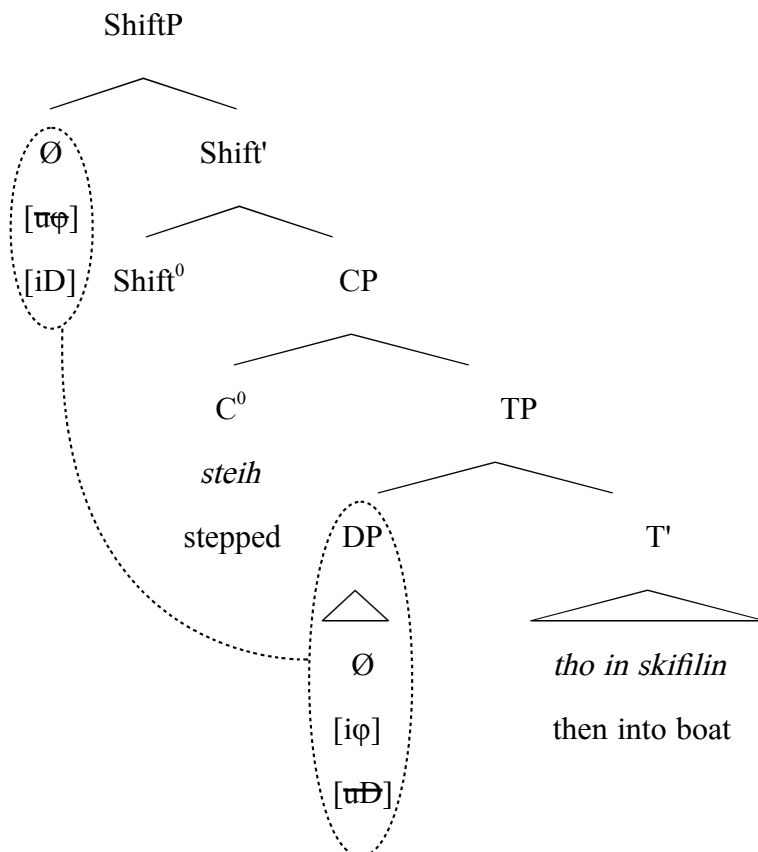 ShiftP
Ø Shift'
[uφ]
[iD] Shift⁰ CP
C⁰ TP
steih
stepped DP T'
Ø tho in skifilin
[iφ] then into boat
[uD]